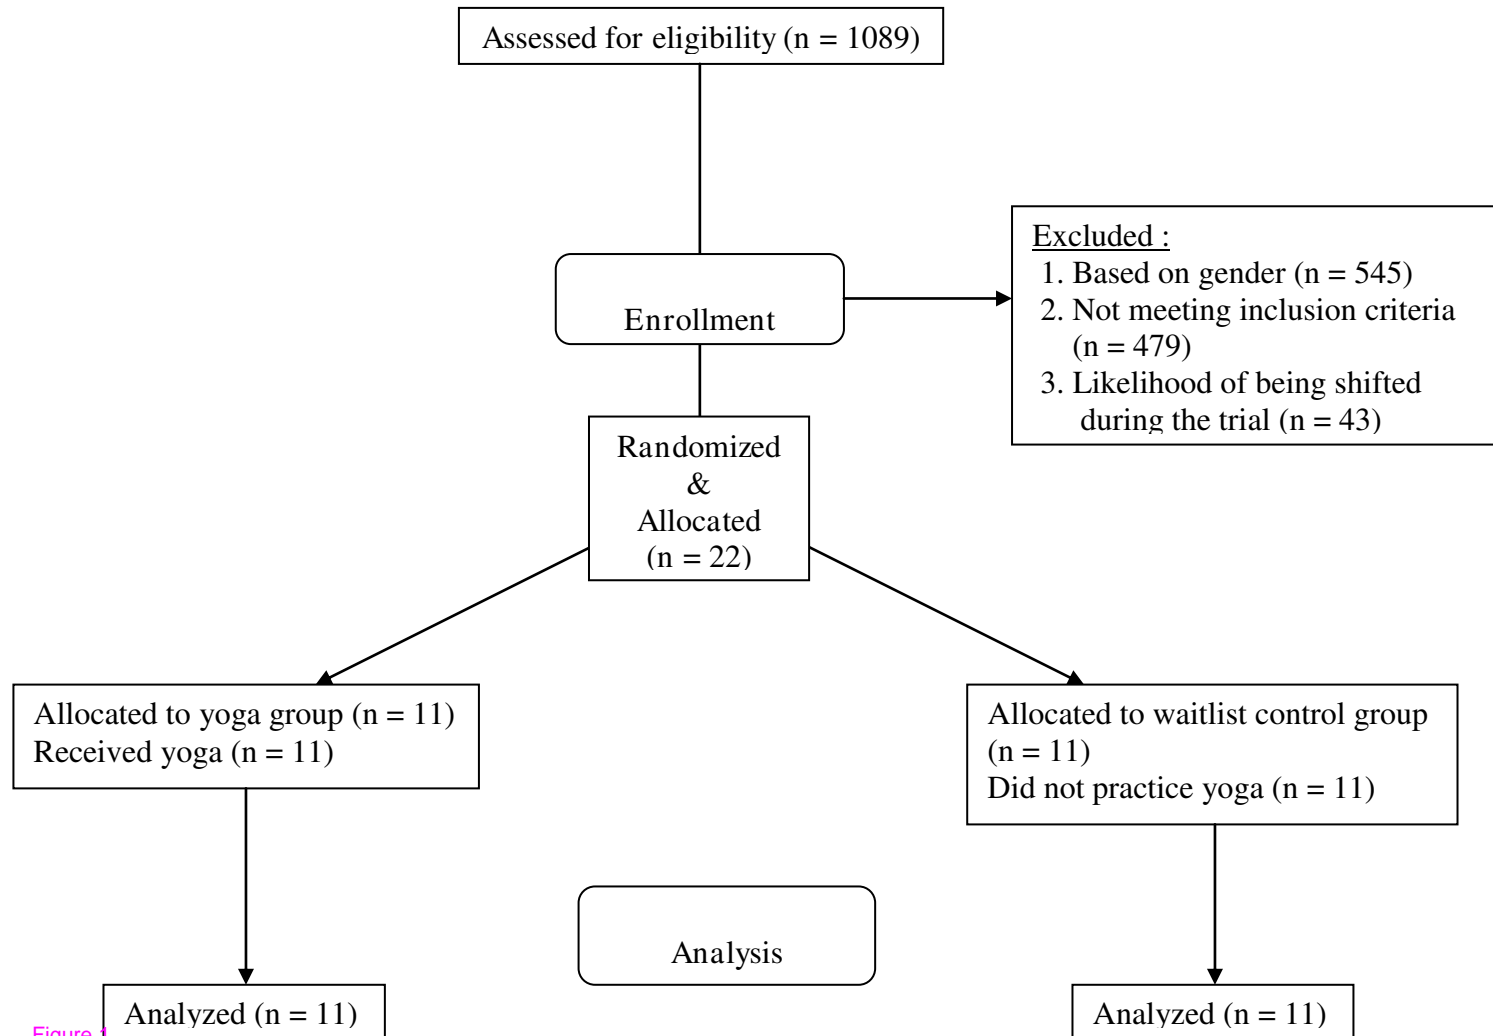 Assessed for eligibility (n = 1089)
Excluded :
1. Based on gender (n = 545)
2. Not meeting inclusion criteria
(n = 479)
3. Likelihood of being shifted
during the trial (n = 43)
Enrollment
Randomized
&
Allocated
(n = 22)
Allocated to yoga group (n = 11)
Received yoga (n = 11)
Allocated to waitlist control group
(n = 11)
Did not practice yoga (n = 11)
Analysis
Analyzed (n = 11)
Analyzed (n = 11)
Figure 1